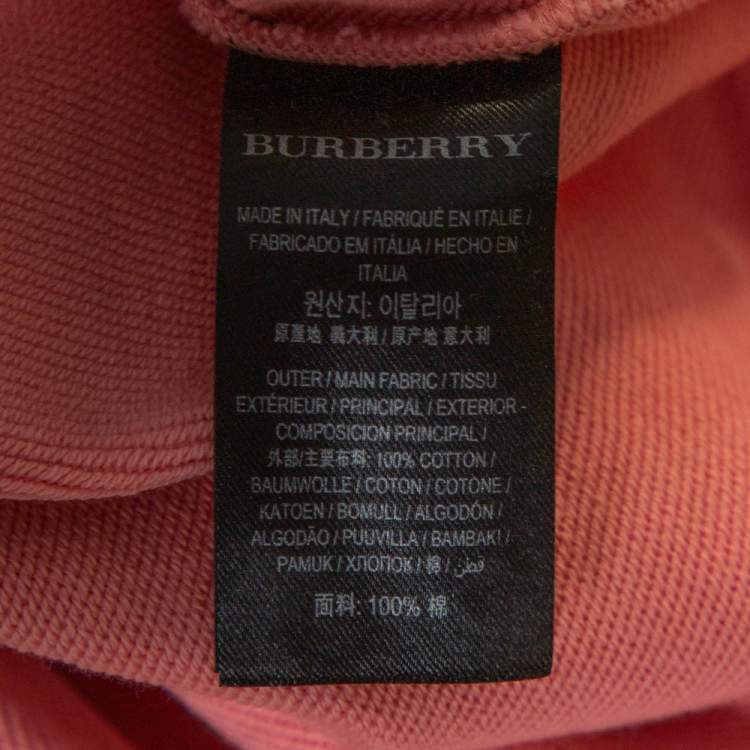 BURBERRY
MADE IN ITALY / FABRIQUÉ EN ITALIE /
FABRICADO EM ITÁLIA / HECHO EN
ITALIA
원산지: 이탈리아
原産地 義大利 / 原产地 意大利
OUTER / MAIN FABRIC / TISSU
EXTÉRIEUR / PRINCIPAL / EXTERIOR -
COMPOSICION PRINCIPAL /
外部/主要布料: 100% COTTON /
BAUMWOLLE / COTON / COTONE /
KATOEN / BOMULL / ALGODÓN /
ALGODÃO / PUUVILLA / BAMBAKI /
PAMUK / ХЛОПОК / 棉 / قطن
面料: 100% 棉